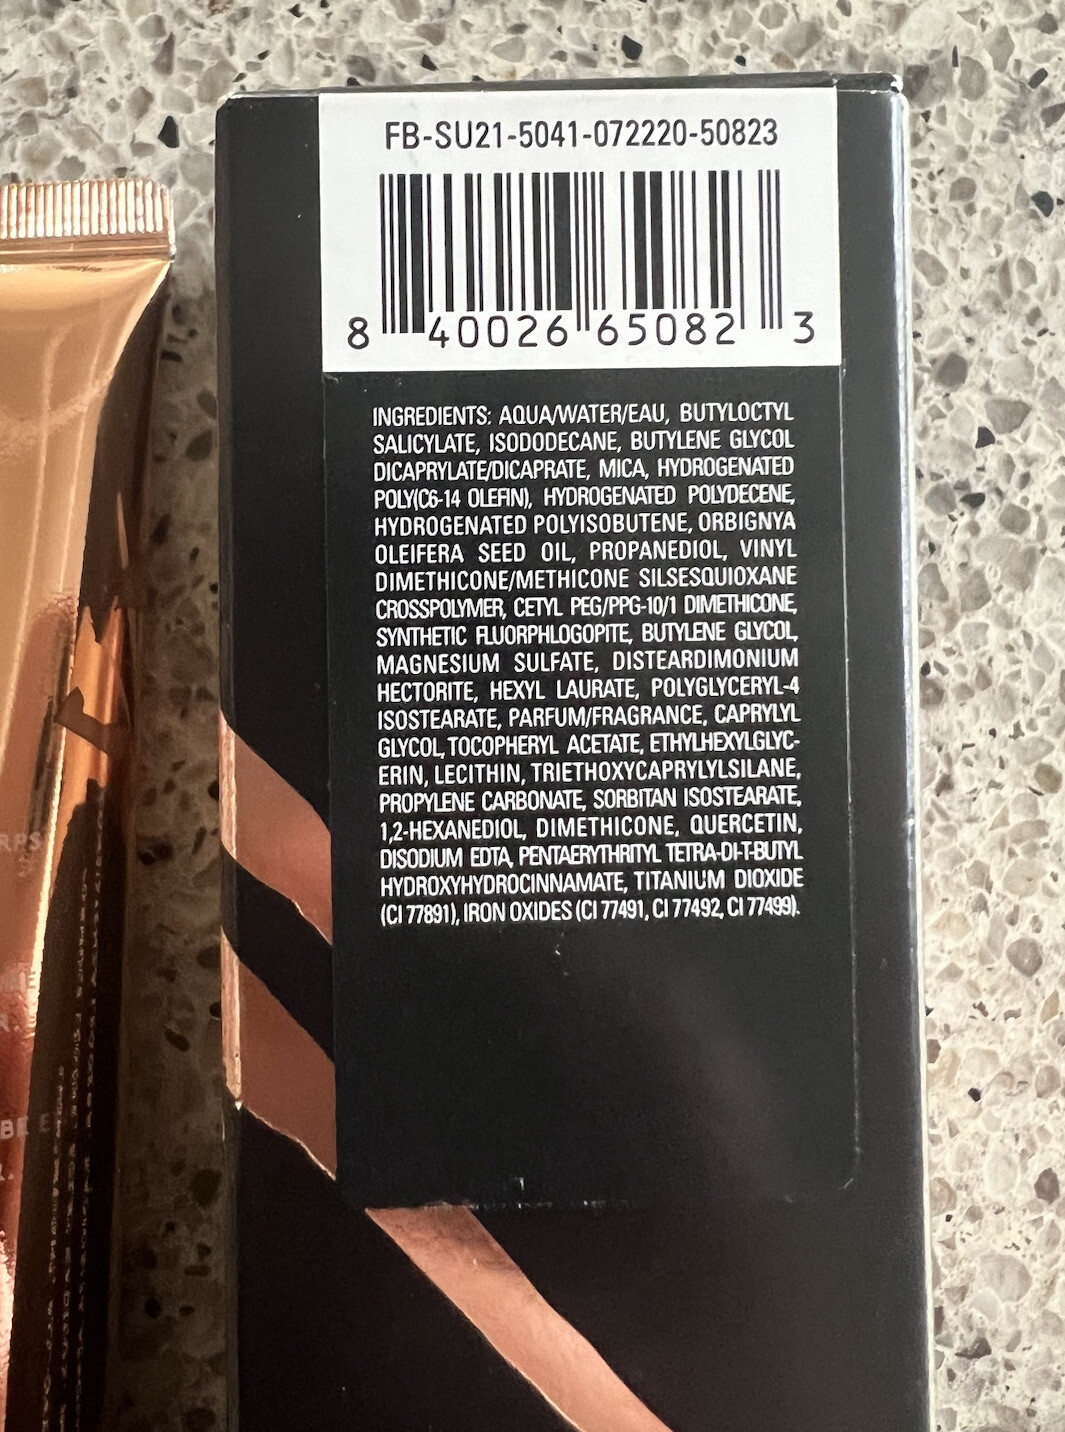 FB-SU21-5041-072220-50823
8 40026 65082 3
INGREDIENTS: AQUA/WATER/EAU, BUTYLOCTYL
SALICYLATE, ISODODECANE, BUTYLENE GLYCOL
DICAPRYLATE/DICAPRATE, MICA, HYDROGENATED
POLY(C6-14 OLEFIN), HYDROGENATED POLYDECENE,
HYDROGENATED POLYISOBUTENE, ORBIGNYA
OLEIFERA SEED OIL, PROPANEDIOL, VINYL
DIMETHICONE/METHICONE SILSESQUIOXANE
CROSSPOLYMER, CETYL PEG/PPG-10/1 DIMETHICONE,
SYNTHETIC FLUORPHLOGOPITE, BUTYLENE GLYCOL,
MAGNESIUM SULFATE, DISTEARDIMONIUM
HECTORITE, HEXYL LAURATE, POLYGLYCERYL-4
ISOSTEARATE, PARFUM/FRAGRANCE, CAPRYLYL
GLYCOL, TOCOPHERYL ACETATE, ETHYLHEXYLGLYC-
ERIN, LECITHIN, TRIETHOXYCAPRYLYLSILANE,
PROPYLENE CARBONATE, SORBITAN ISOSTEARATE,
1,2-HEXANEDIOL, DIMETHICONE, QUERCETIN,
DISODIUM EDTA, PENTAERYTHRITYL TETRA-DI-T-BUTYL
HYDROXYHYDROCINNAMATE, TITANIUM DIOXIDE
(CI 77891), IRON OXIDES (CI 77491, CI 77492, CI 77499).